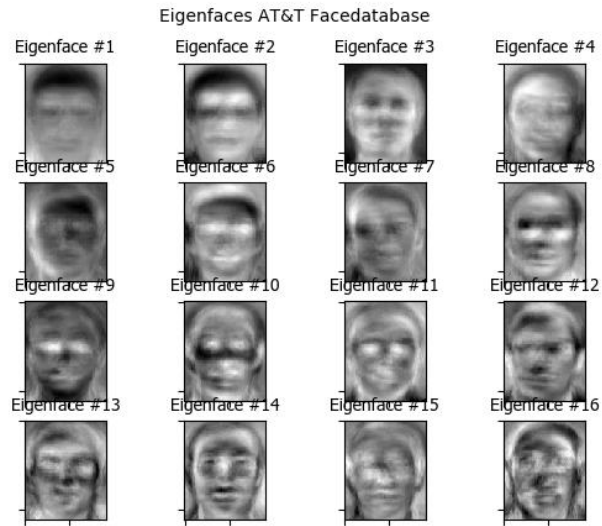 Eigenfaces AT&T Facedatabase
Eigenface #1 Eigenface #2 Eigenface #3 Eigenface #4
Eigenface #5 Eigenface #6 Eigenface #7 Eigenface #8
Eigenface #9 Eigenface #10 Eigenface #11 Eigenface #12
Eigenface #13 Eigenface #14 Eigenface #15 Eigenface #16